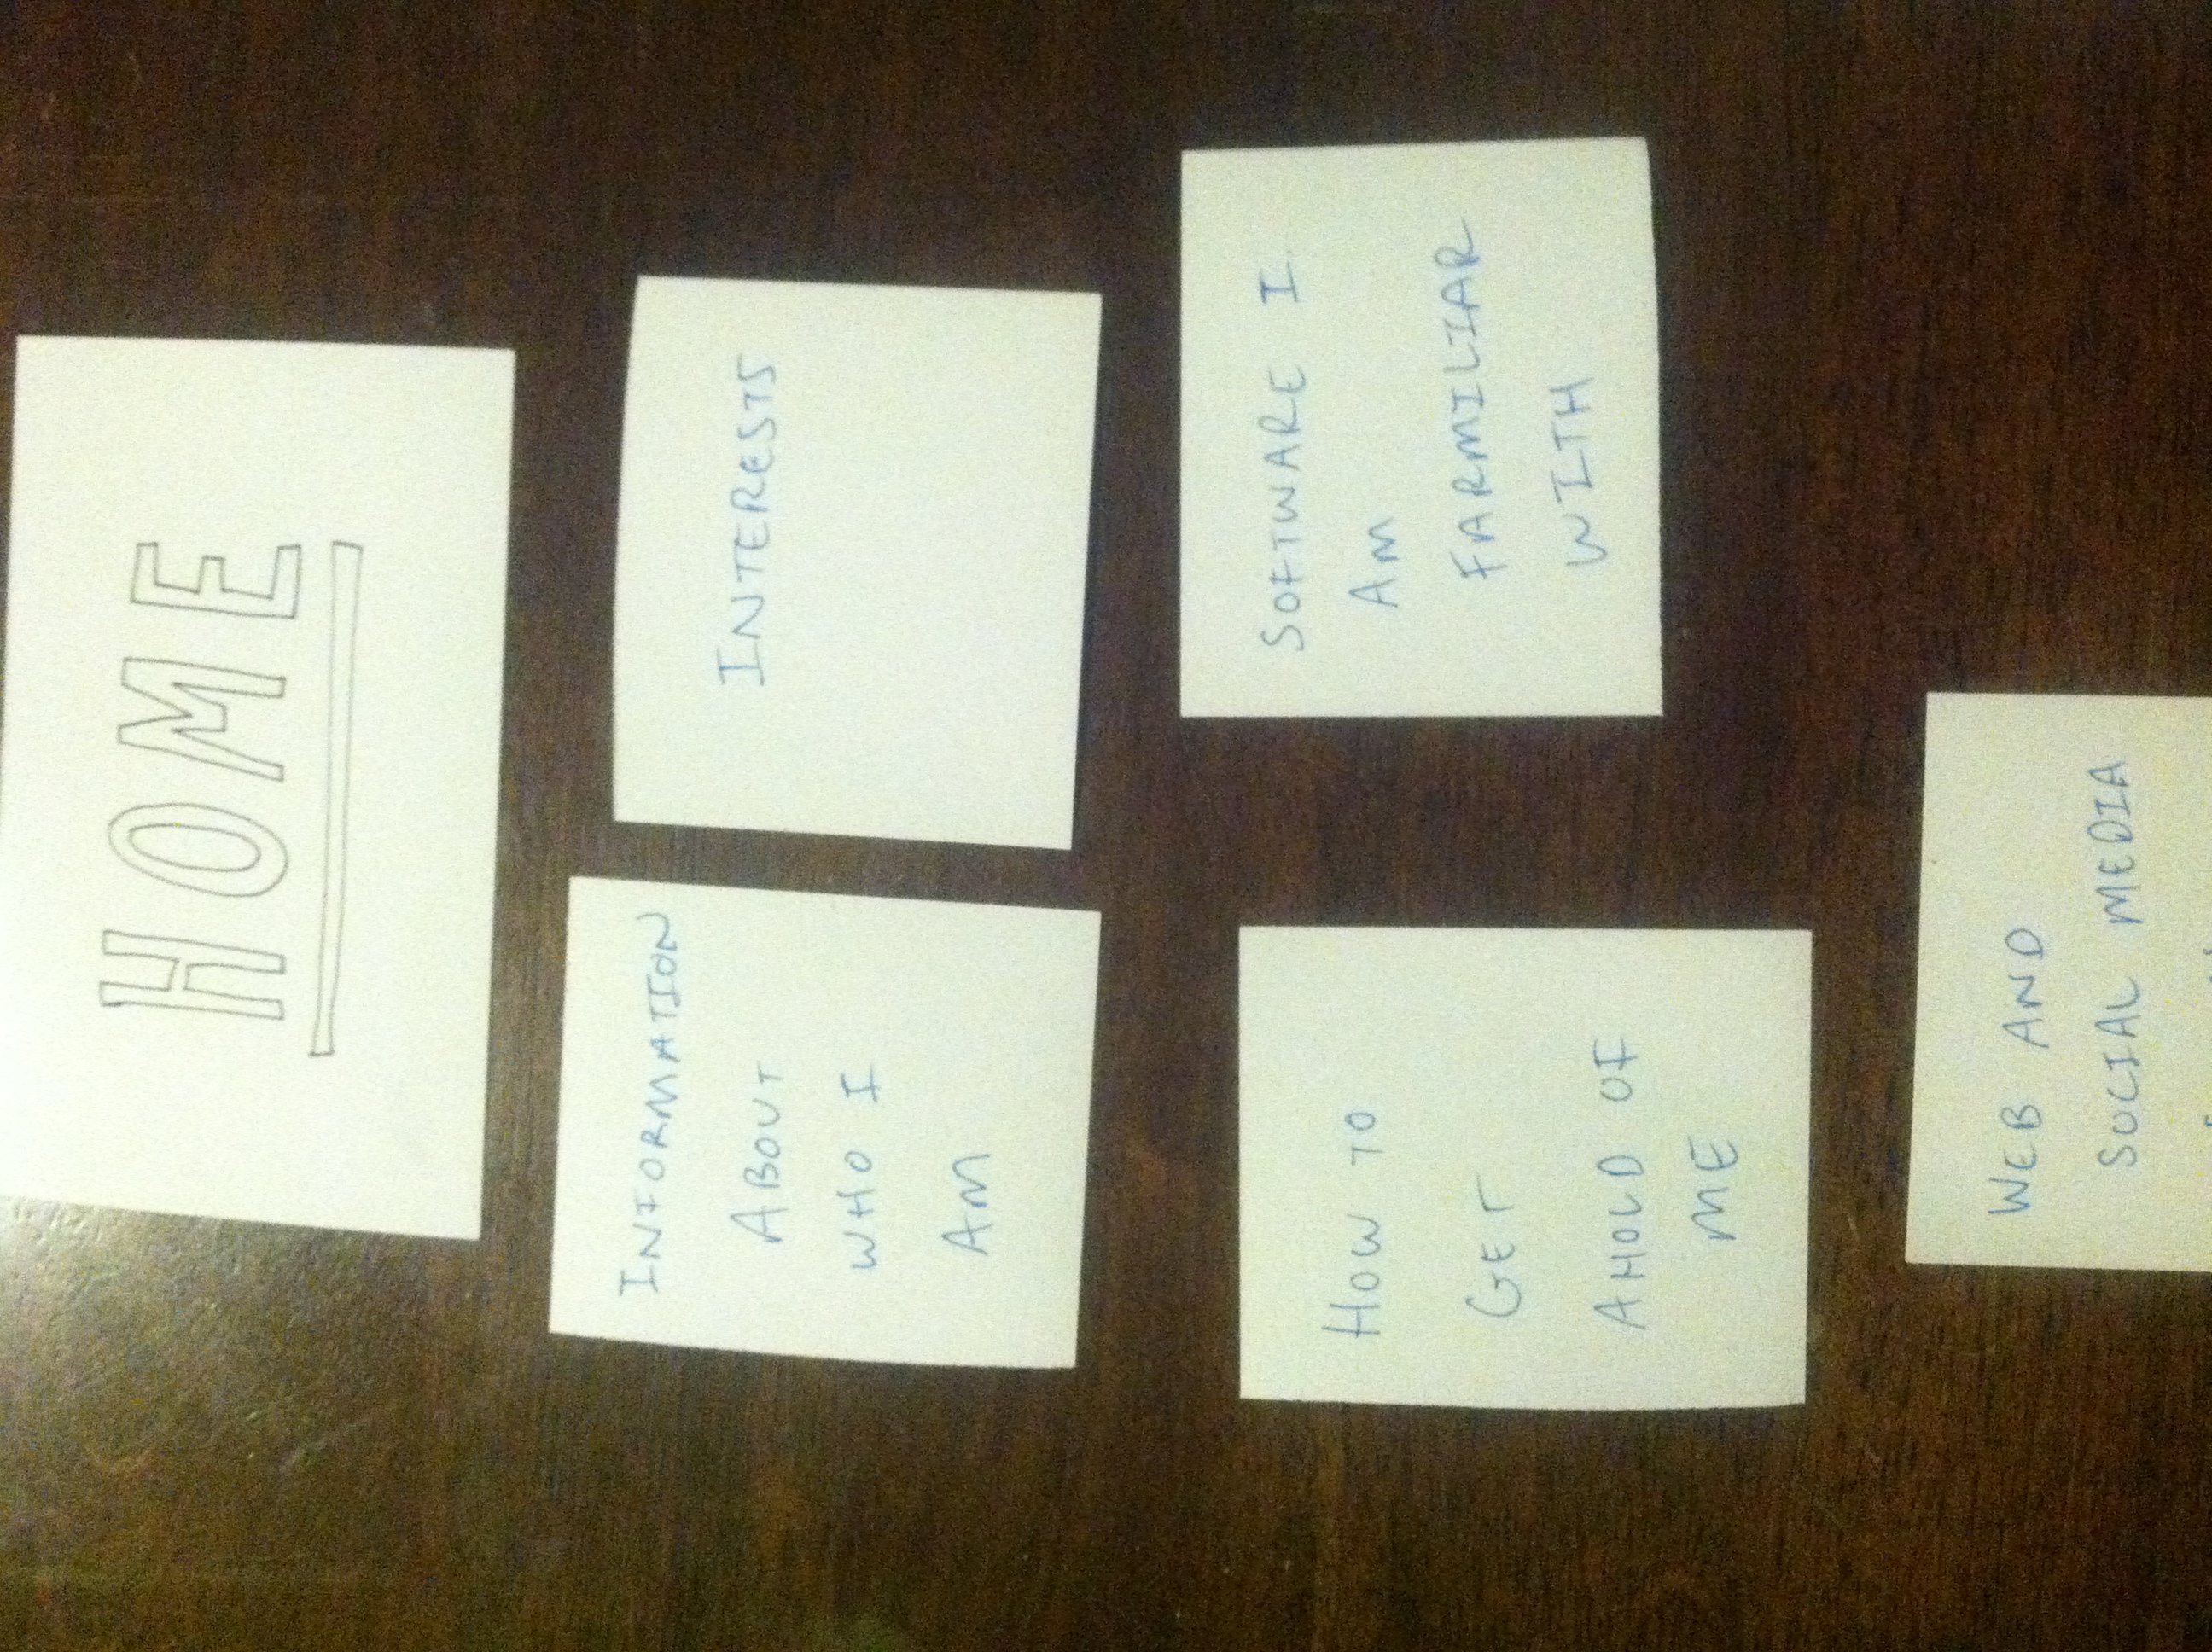 HOME
INFORMATION
ABOUT
WHO I
AM
INTERESTS
HOW TO
GET
AHOLD OF
ME
SOFTWARE I
AM
FARMILIAR
WITH
WEB AND
SOCIAL MEDIA